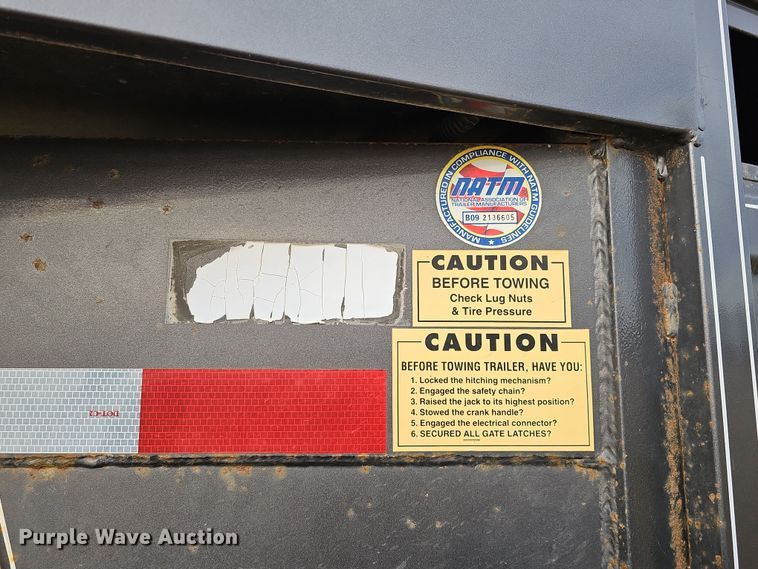 MANUFACTURED IN COMPLIANCE WITH NATM GUIDELINES
NATM
NATIONAL ASSOCIATION OF
TRAILER MANUFACTURERS
B09 2136605
CAUTION
BEFORE TOWING
Check Lug Nuts
& Tire Pressure
CAUTION
BEFORE TOWING TRAILER, HAVE YOU:
1. Locked the hitching mechanism?
2. Engaged the safety chain?
3. Raised the jack to its highest position?
4. Stowed the crank handle?
5. Engaged the electrical connector?
6. SECURED ALL GATE LATCHES?
DOT-C2
Purple Wave Auction